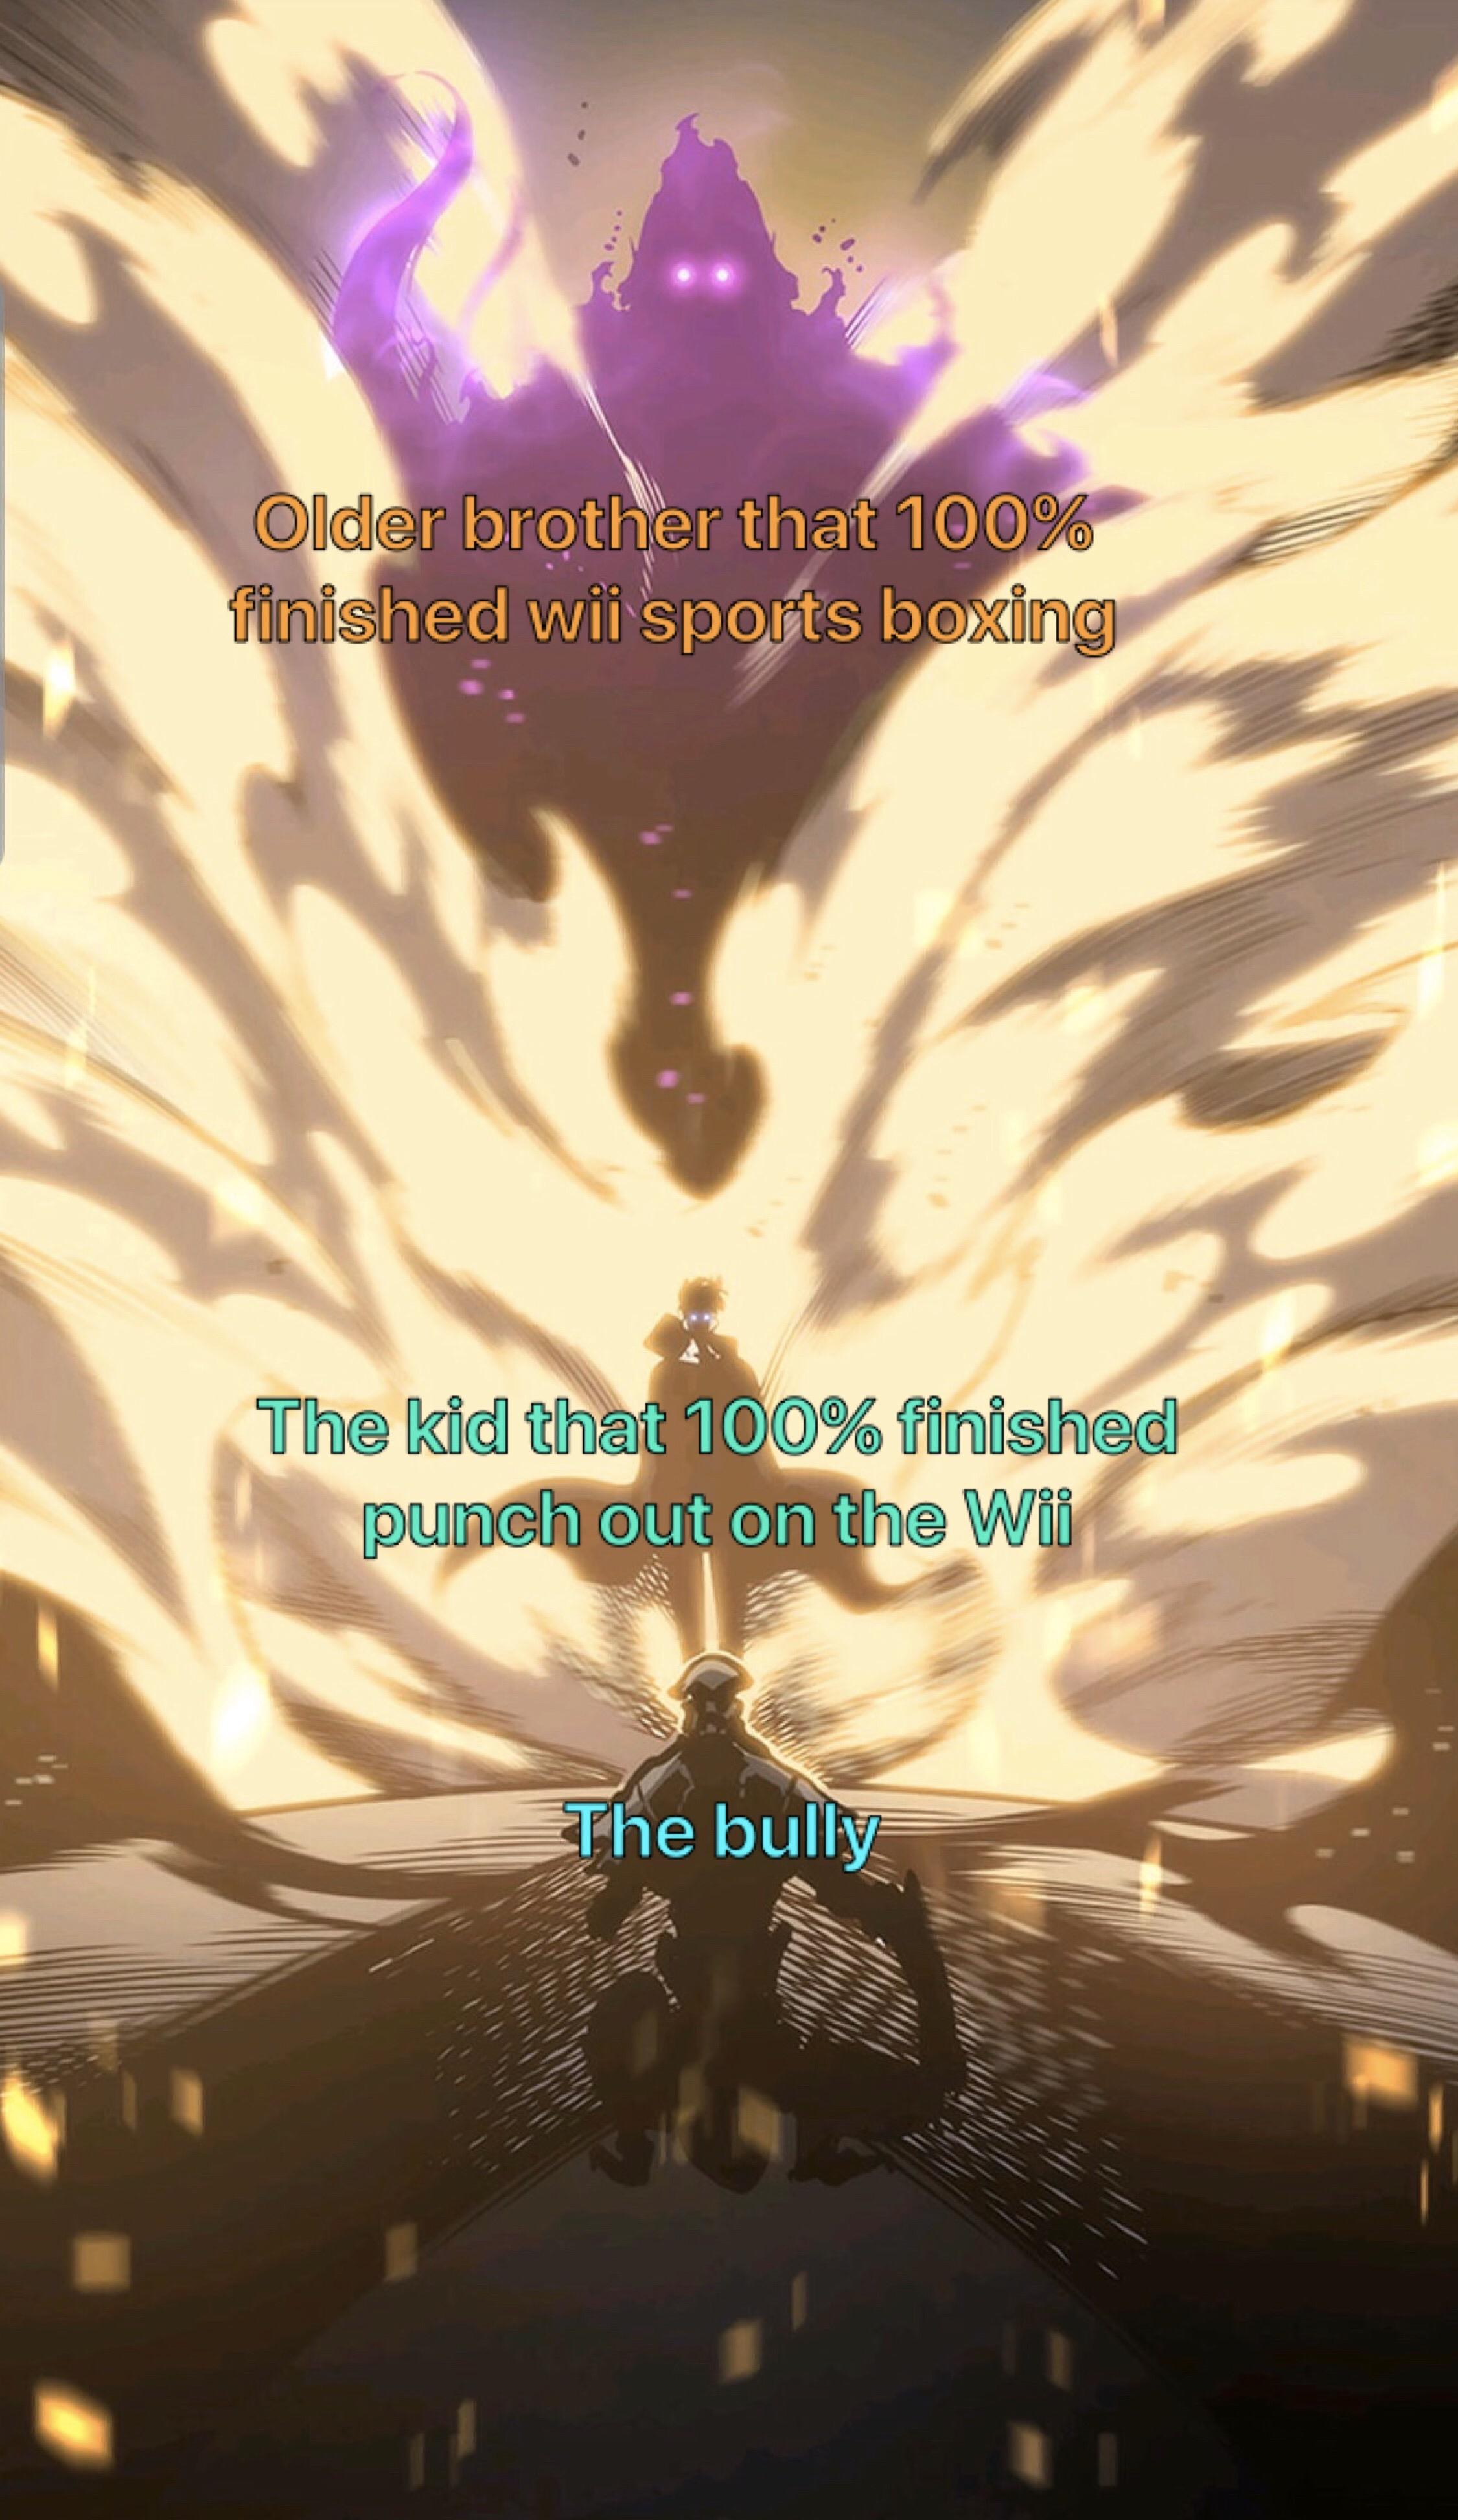 Older brother that 100%
finished wii sports boxing
The kid that 100% finished
punch out on the Wii
The bully